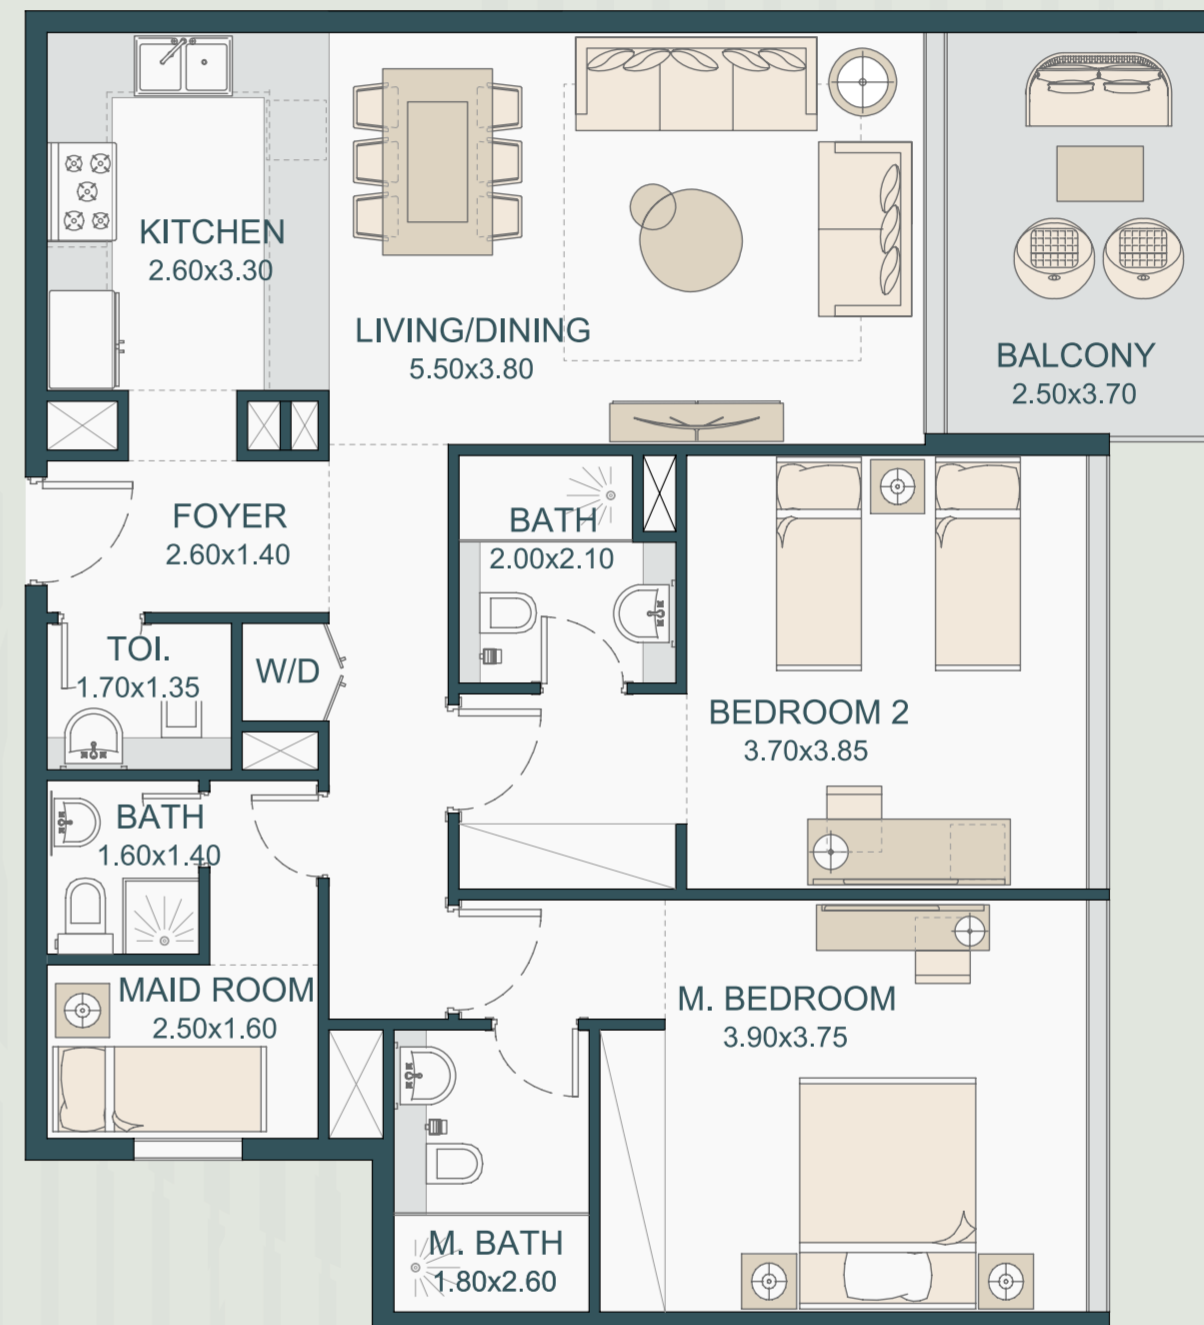 KITCHEN
2.60x3.30
LIVING/DINING
5.50x3.80
BALCONY
2.50x3.70
FOYER
2.60x1.40
BATH
2.00x2.10
TOI.
1.70x1.35
W/D
BEDROOM 2
3.70x3.85
BATH
1.60x1.40
MAID ROOM
2.50x1.60
M. BEDROOM
3.90x3.75
M. BATH
1.80x2.60